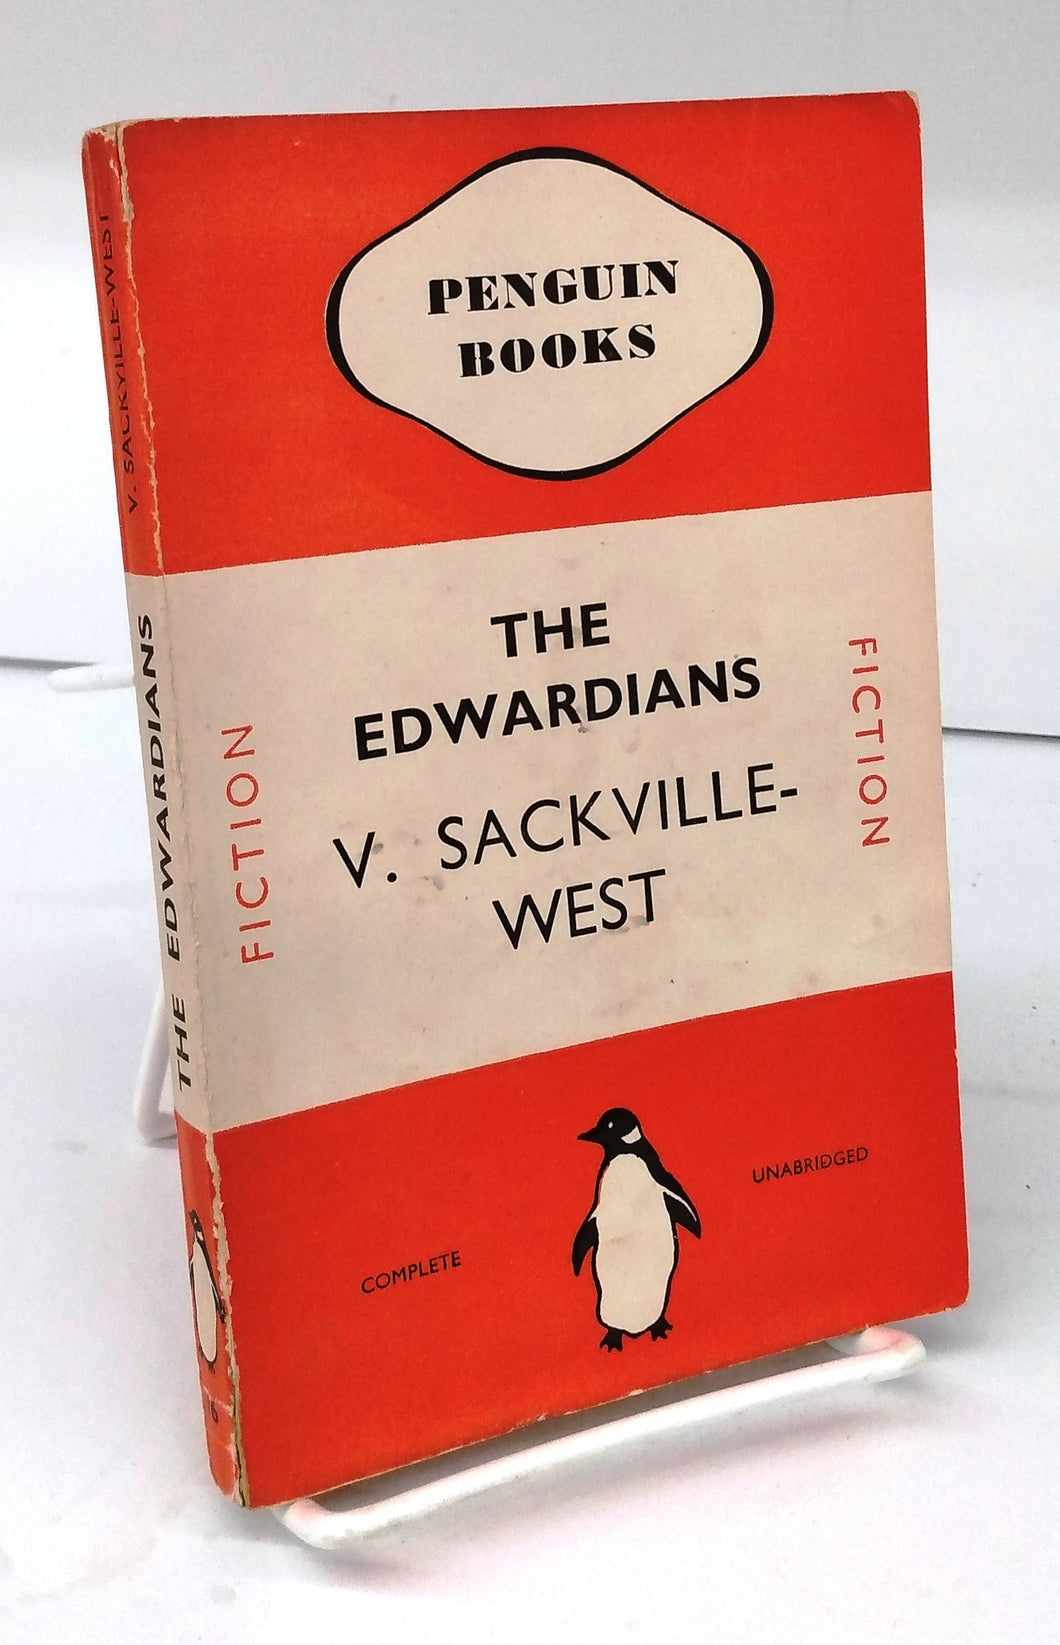 PENGUIN
BOOKS
THE
EDWARDIANS
V. SACKVILLE-
WEST
FICTION
FICTION
COMPLETE
UNABRIDGED
V. SACKVILLE-WEST
THE EDWARDIANS